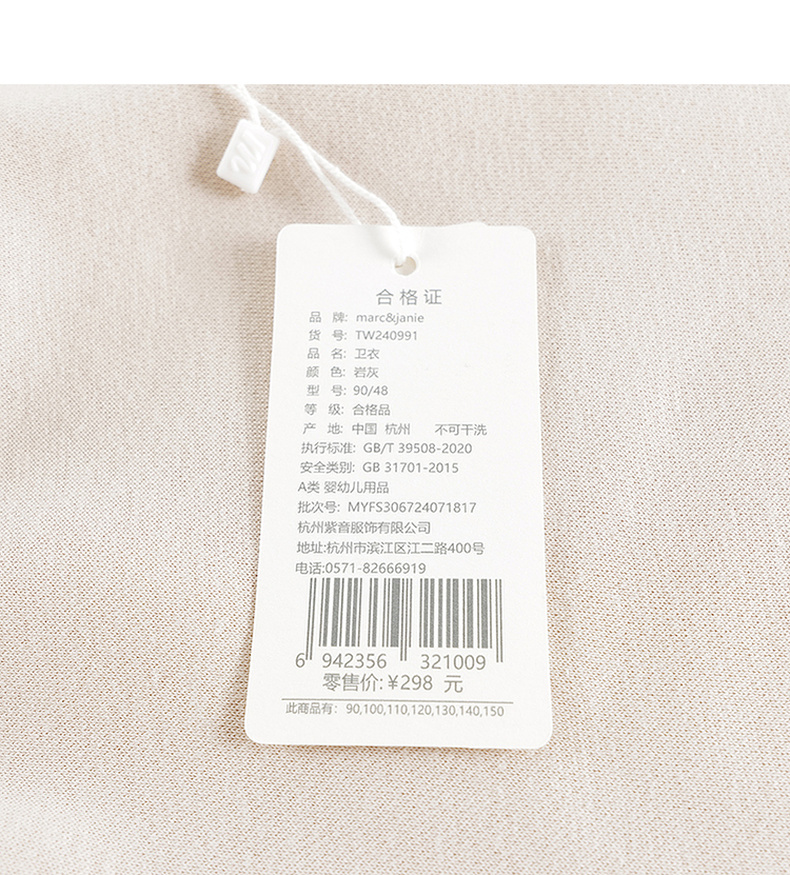 合格证
品 牌: marc&janie
货 号: TW240991
品 名: 卫衣
颜 色: 岩灰
型 号: 90/48
等 级: 合格品
产 地: 中国 杭州 不可干洗
执行标准: GB/T 39508-2020
安全类别: GB 31701-2015
A类 婴幼儿用品
批次号: MYFS306724071817
杭州紫音服饰有限公司
地址:杭州市滨江区江二路400号
电话:0571-82666919
6 942356 321009
零售价:¥298 元
此商品有: 90,100,110,120,130,140,150